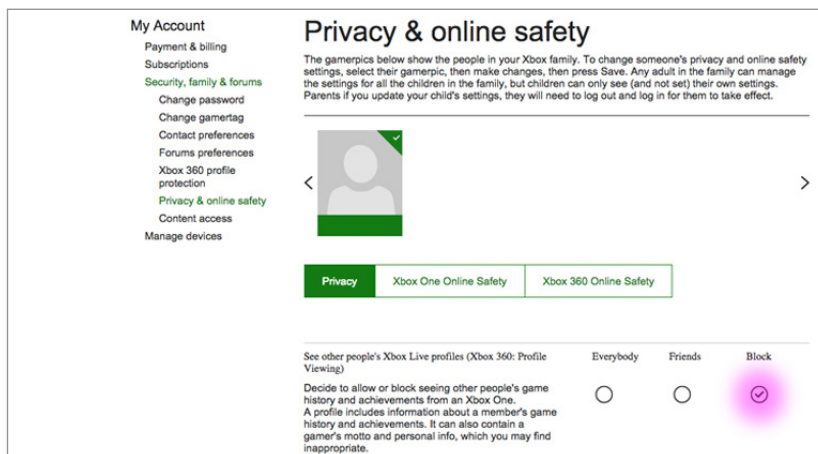 My Account
Payment & billing
Subscriptions
Security, family & forums
Change password
Change gamertag
Contact preferences
Forums preferences
Xbox 360 profile
protection
Privacy & online safety
Content access
Manage devices
Privacy & online safety
The gamerpics below show the people in your Xbox family. To change someone's privacy and online safety
settings, select their gamerpic, then make changes, then press Save. Any adult in the family can manage
the settings for all the children in the family, but children can only see (and not set) their own settings.
Parents if you update your child's settings, they will need to log out and log in for them to take effect.
Privacy Xbox One Online Safety Xbox 360 Online Safety
See other people's Xbox Live profiles (Xbox 360: Profile Everybody Friends Block
Viewing)
Decide to allow or block seeing other people's game
history and achievements from an Xbox One.
A profile includes information about a member's game
history and achievements. It can also contain a
gamer's motto and personal info, which you may find
inappropriate.